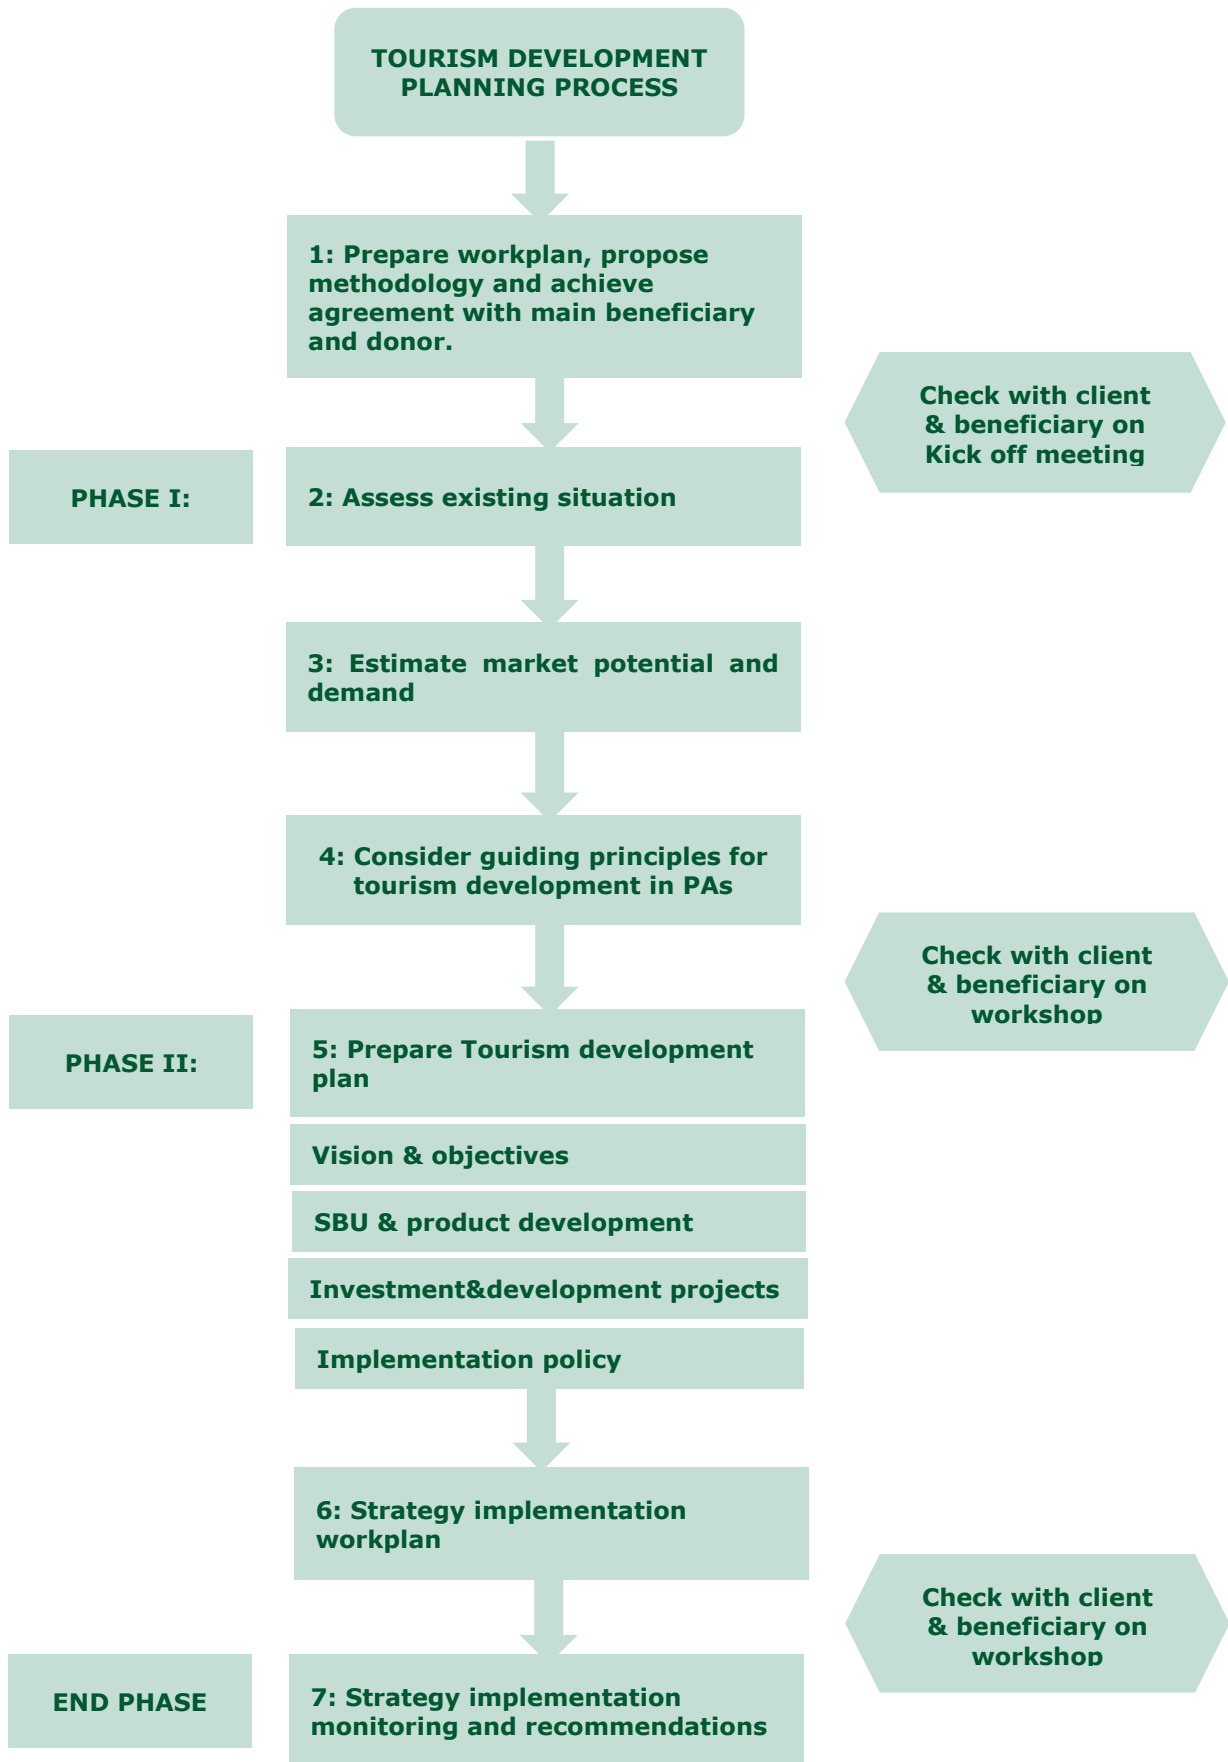 TOURISM DEVELOPMENT
PLANNING PROCESS
1: Prepare workplan, propose
methodology and achieve
agreement with main beneficiary
and donor.
Check with client
& beneficiary on
Kick off meeting
PHASE I:
2: Assess existing situation
3: Estimate market potential and
demand
4: Consider guiding principles for
tourism development in PAs
Check with client
& beneficiary on
workshop
PHASE II:
5: Prepare Tourism development
plan
Vision & objectives
SBU & product development
Investment&development projects
Implementation policy
6: Strategy implementation
workplan
Check with client
& beneficiary on
workshop
END PHASE
7: Strategy implementation
monitoring and recommendations